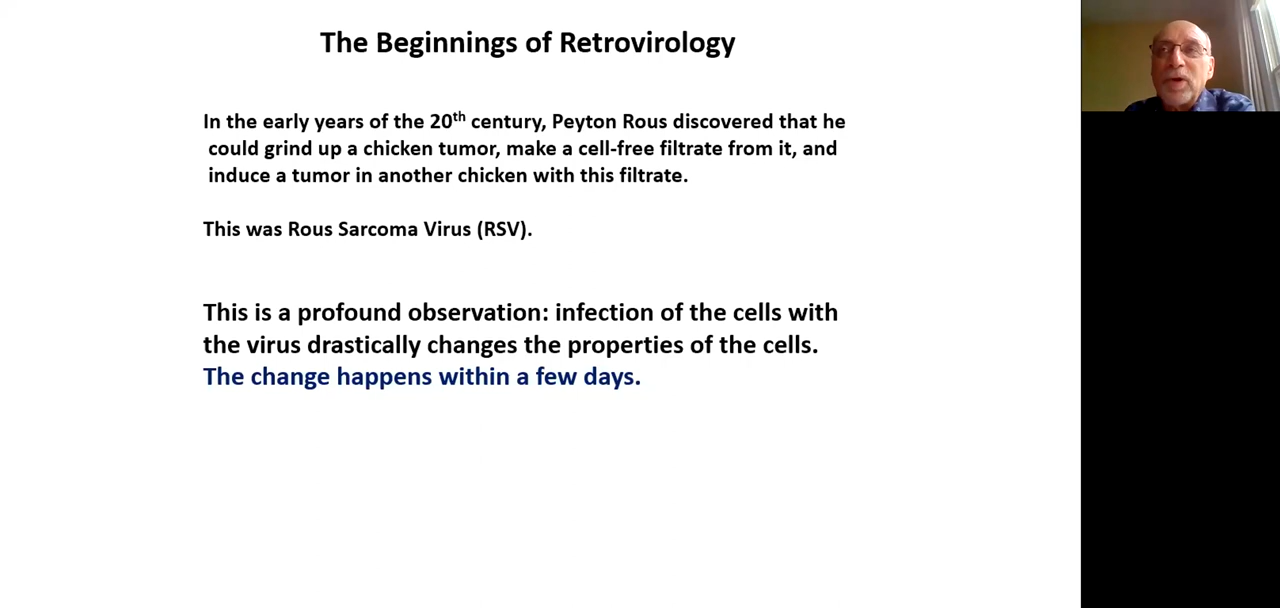 The Beginnings of Retrovirology
In the early years of the 20th century, Peyton Rous discovered that he
could grind up a chicken tumor, make a cell-free filtrate from it, and
induce a tumor in another chicken with this filtrate.
This was Rous Sarcoma Virus (RSV).
This is a profound observation: infection of the cells with
the virus drastically changes the properties of the cells.
The change happens within a few days.